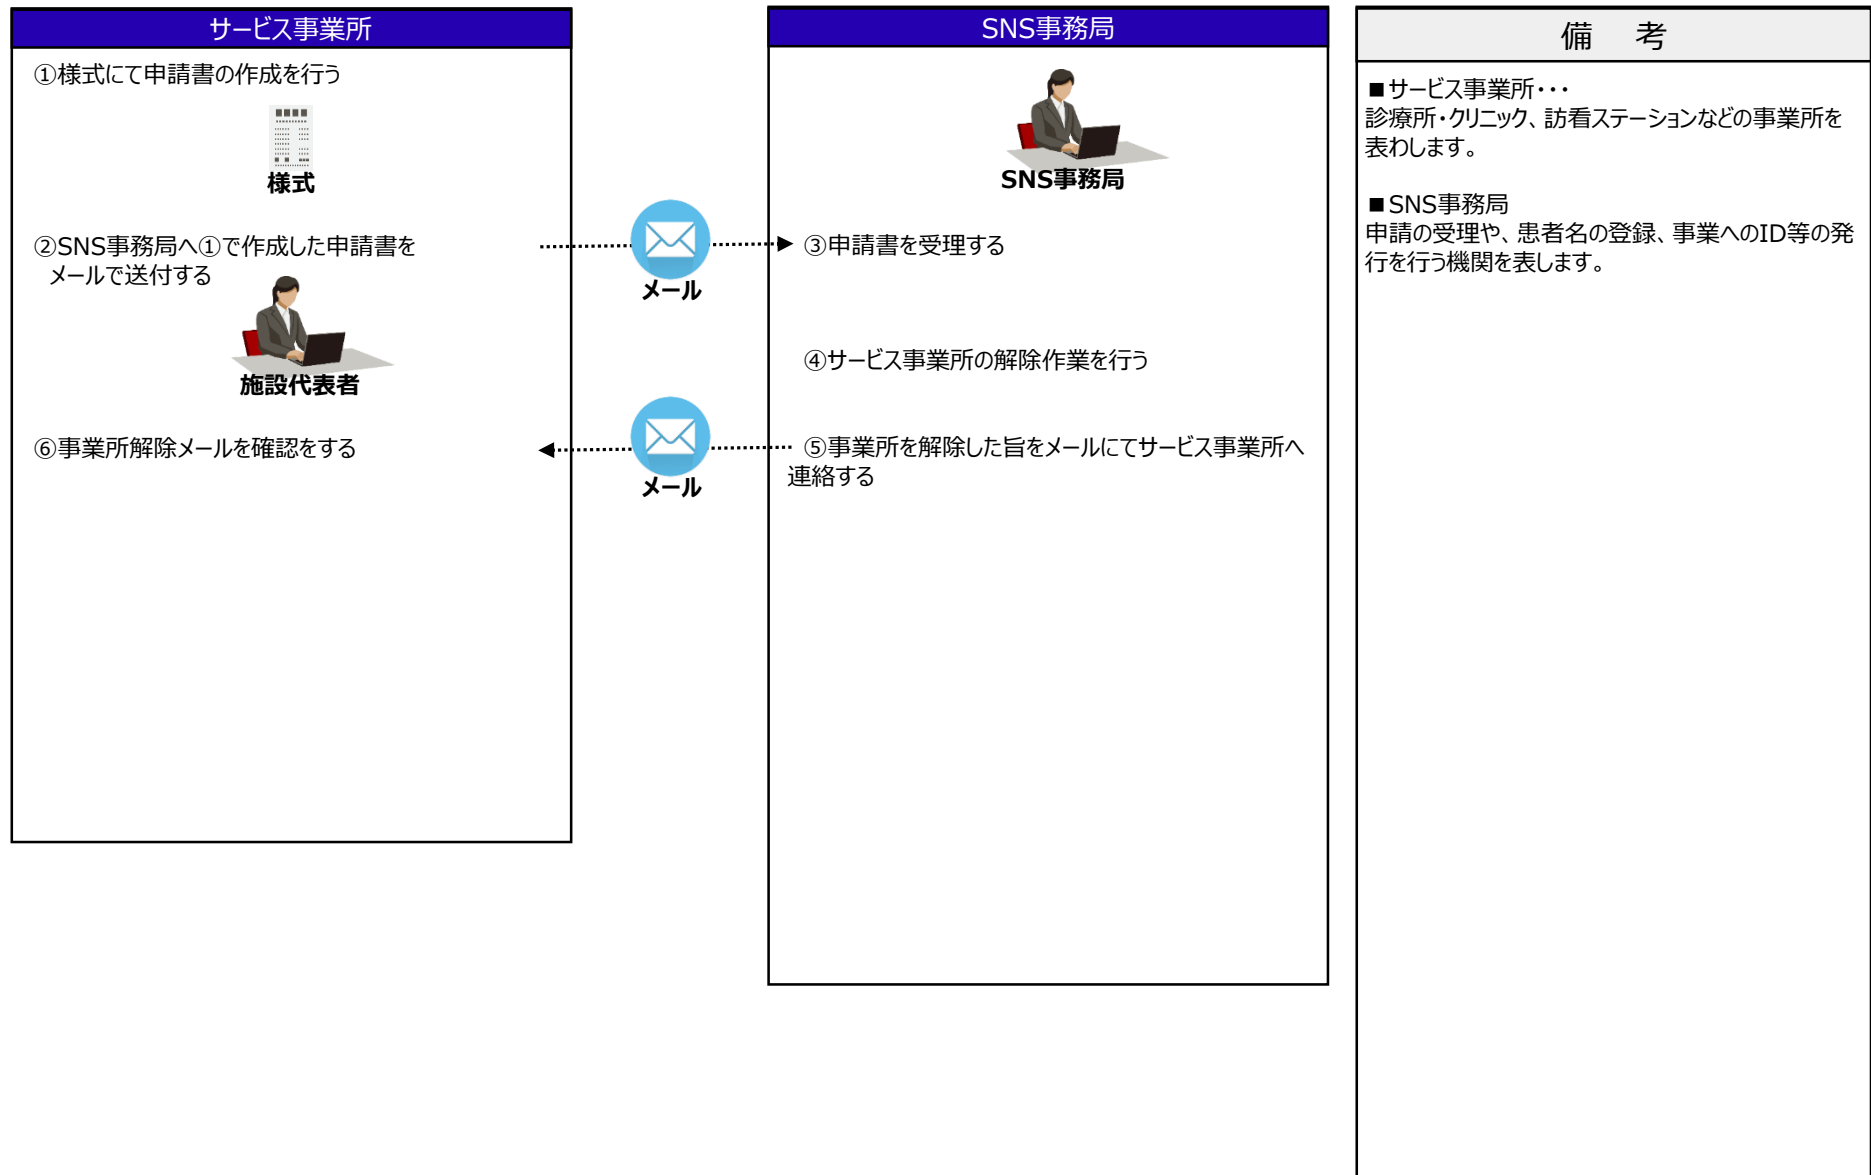 サービス事業所
①様式にて申請書の作成を行う
様式
②SNS事務局へ①で作成した申請書を
メールで送付する
施設代表者
⑥事業所解除メールを確認をする
メール
メール
SNS事務局
SNS事務局
③申請書を受理する
④サービス事業所の解除作業を行う
⑤事業所を解除した旨をメールにてサービス事業所へ
連絡する
備　考
■サービス事業所・・・
診療所・クリニック、訪看ステーションなどの事業所を
表わします。
■SNS事務局
申請の受理や、患者名の登録、事業へのID等の発
行を行う機関を表します。